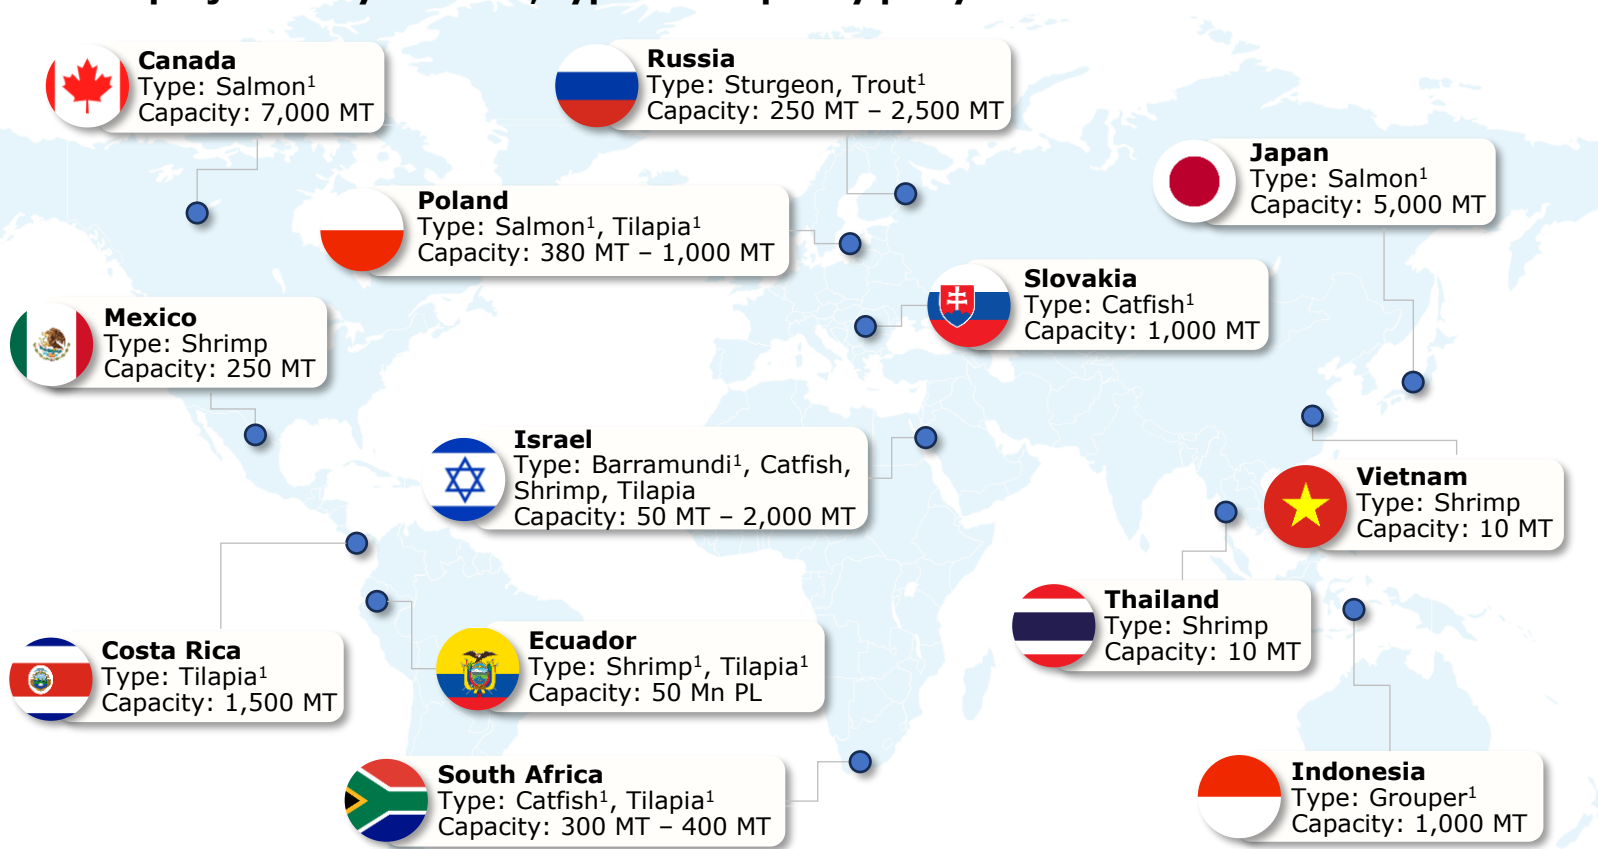 Canada
Type: Salmon¹
Capacity: 7,000 MT
Russia
Type: Sturgeon, Trout¹
Capacity: 250 MT – 2,500 MT
Japan
Type: Salmon¹
Capacity: 5,000 MT
Poland
Type: Salmon¹, Tilapia¹
Capacity: 380 MT – 1,000 MT
Slovakia
Type: Catfish¹
Capacity: 1,000 MT
Mexico
Type: Shrimp
Capacity: 250 MT
Israel
Type: Barramundi¹, Catfish,
Shrimp, Tilapia
Capacity: 50 MT – 2,000 MT
Vietnam
Type: Shrimp
Capacity: 10 MT
Thailand
Type: Shrimp
Capacity: 10 MT
Costa Rica
Type: Tilapia¹
Capacity: 1,500 MT
Ecuador
Type: Shrimp¹, Tilapia¹
Capacity: 50 Mn PL
South Africa
Type: Catfish¹, Tilapia¹
Capacity: 300 MT – 400 MT
Indonesia
Type: Grouper¹
Capacity: 1,000 MT